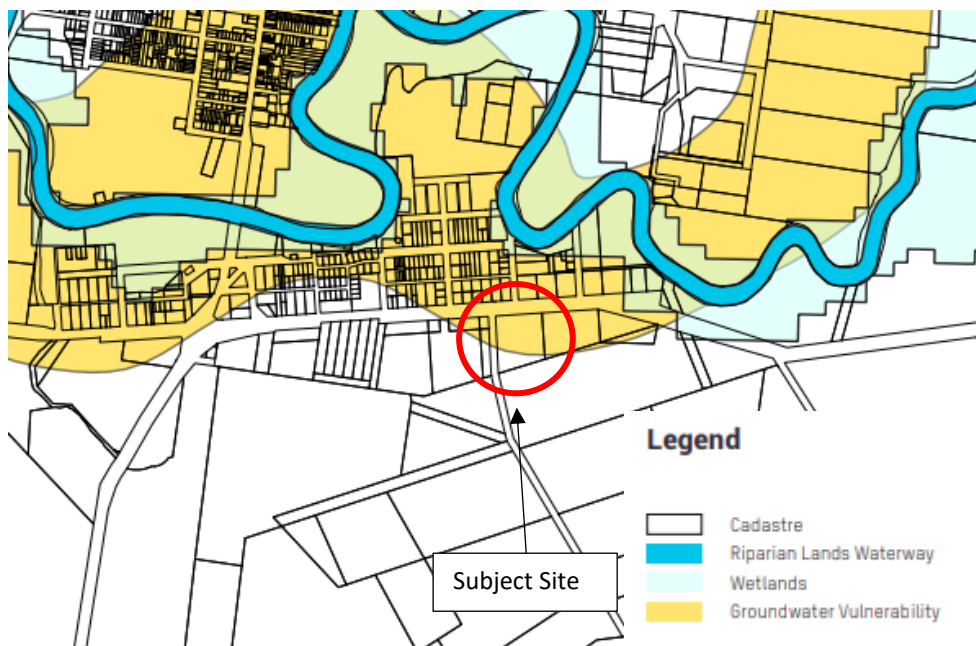 Legend
Cadastre
Riparian Lands Waterway
Wetlands
Groundwater Vulnerability
Subject Site